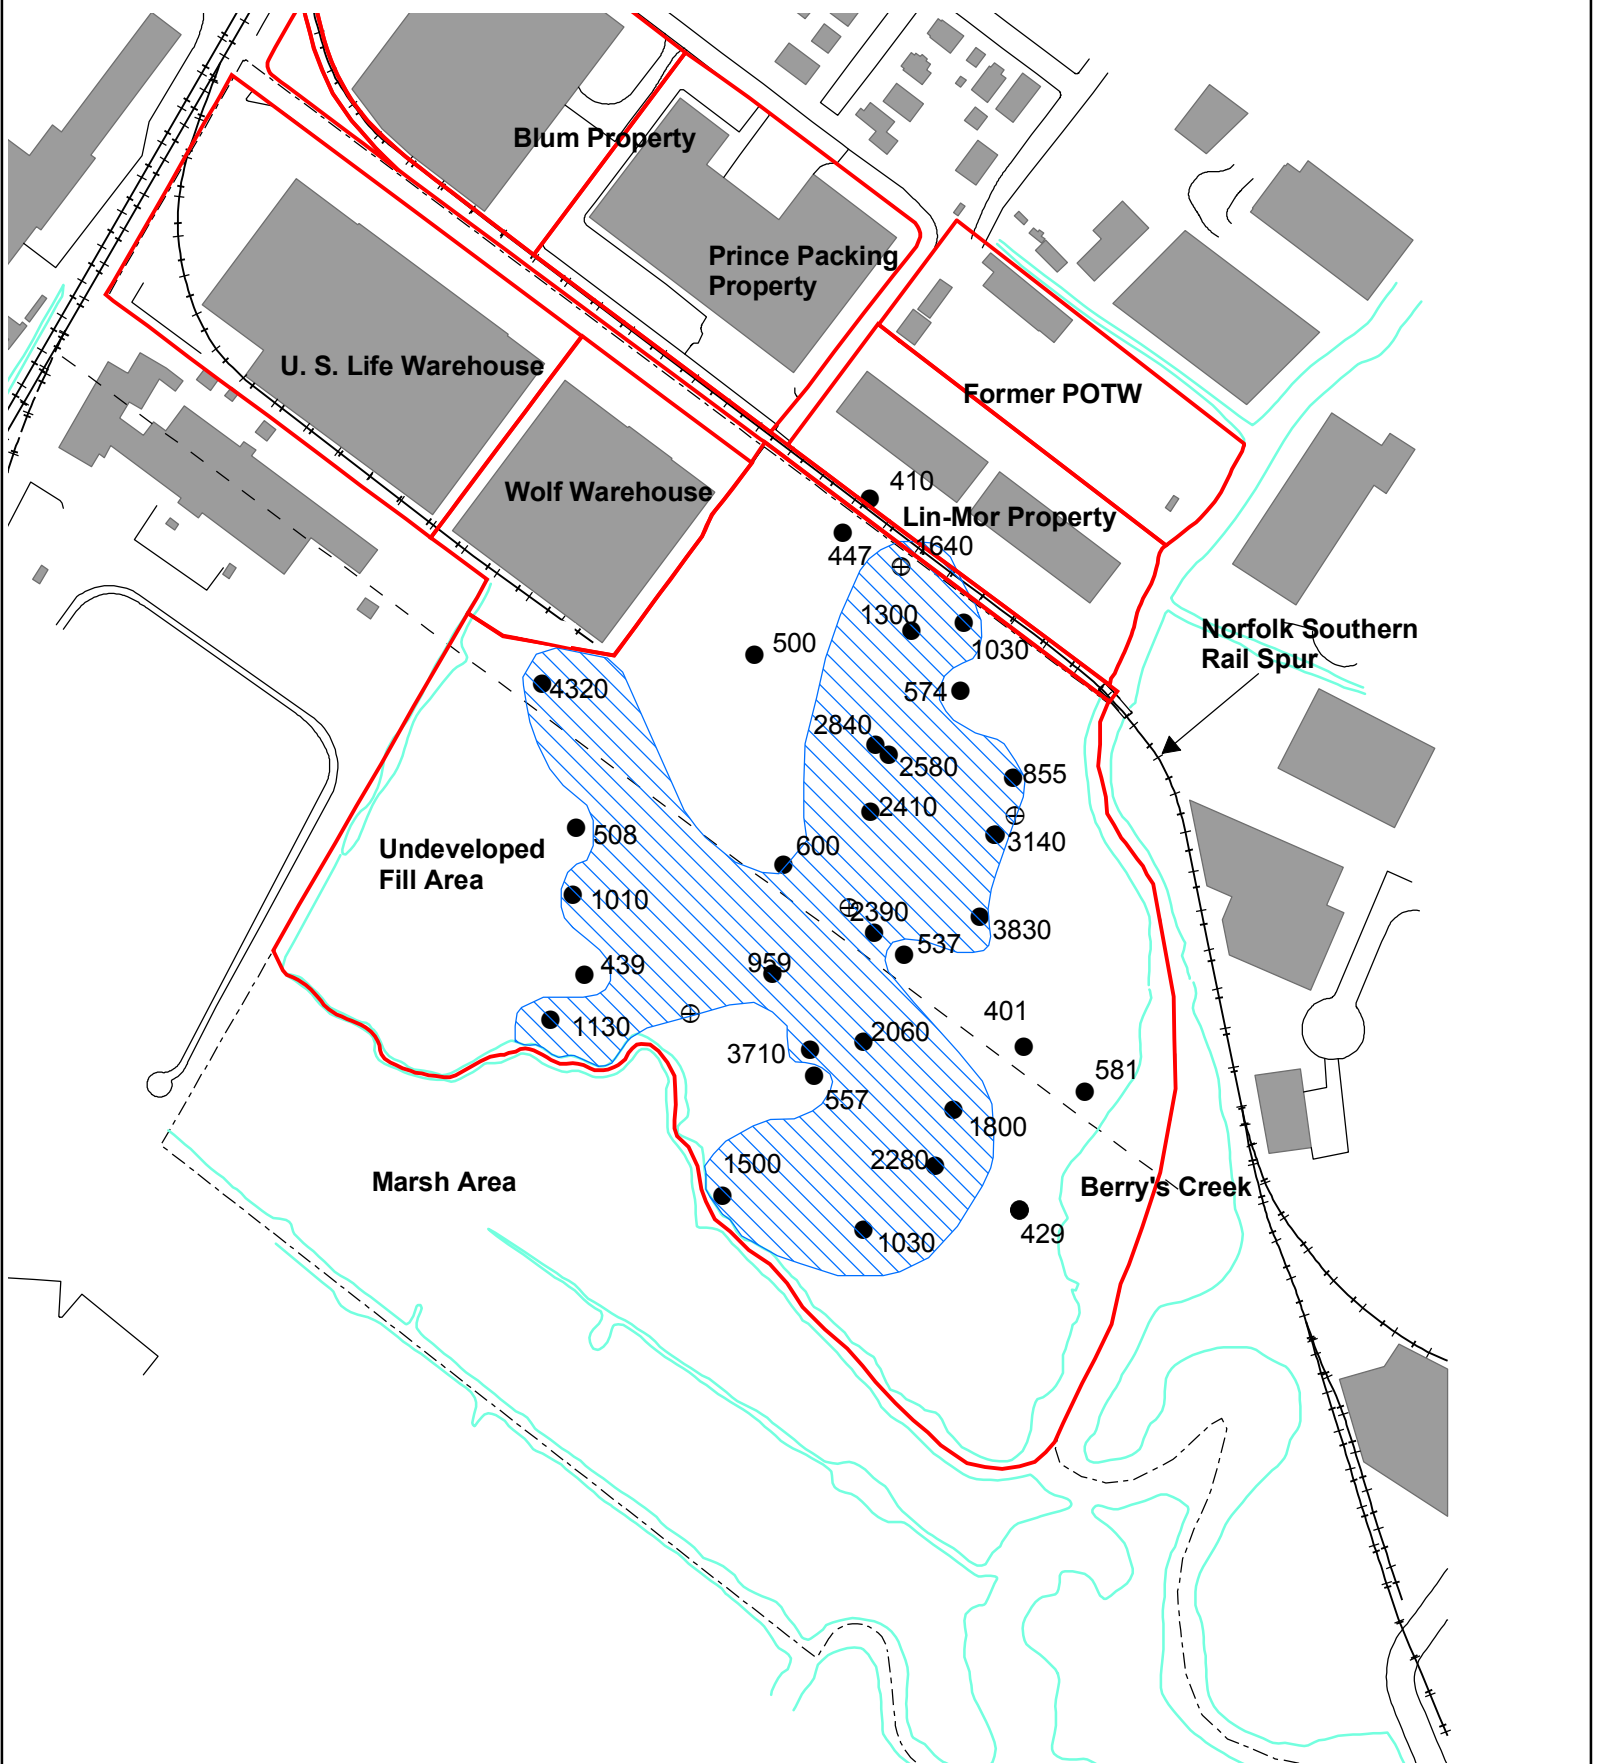 Blum Property
Prince Packing
Property
U. S. Life Warehouse
Former POTW
Wolf Warehouse
410
Lin-Mor Property
447
1640
1300
1030
500
574
Norfolk Southern
Rail Spur
4320
2840
2580
855
2410
3140
508
600
Undeveloped
Fill Area
1010
2390
3830
537
439
959
401
1130
2060
3710
581
557
1800
1500
2280
Marsh Area
Berry's Creek
429
1030